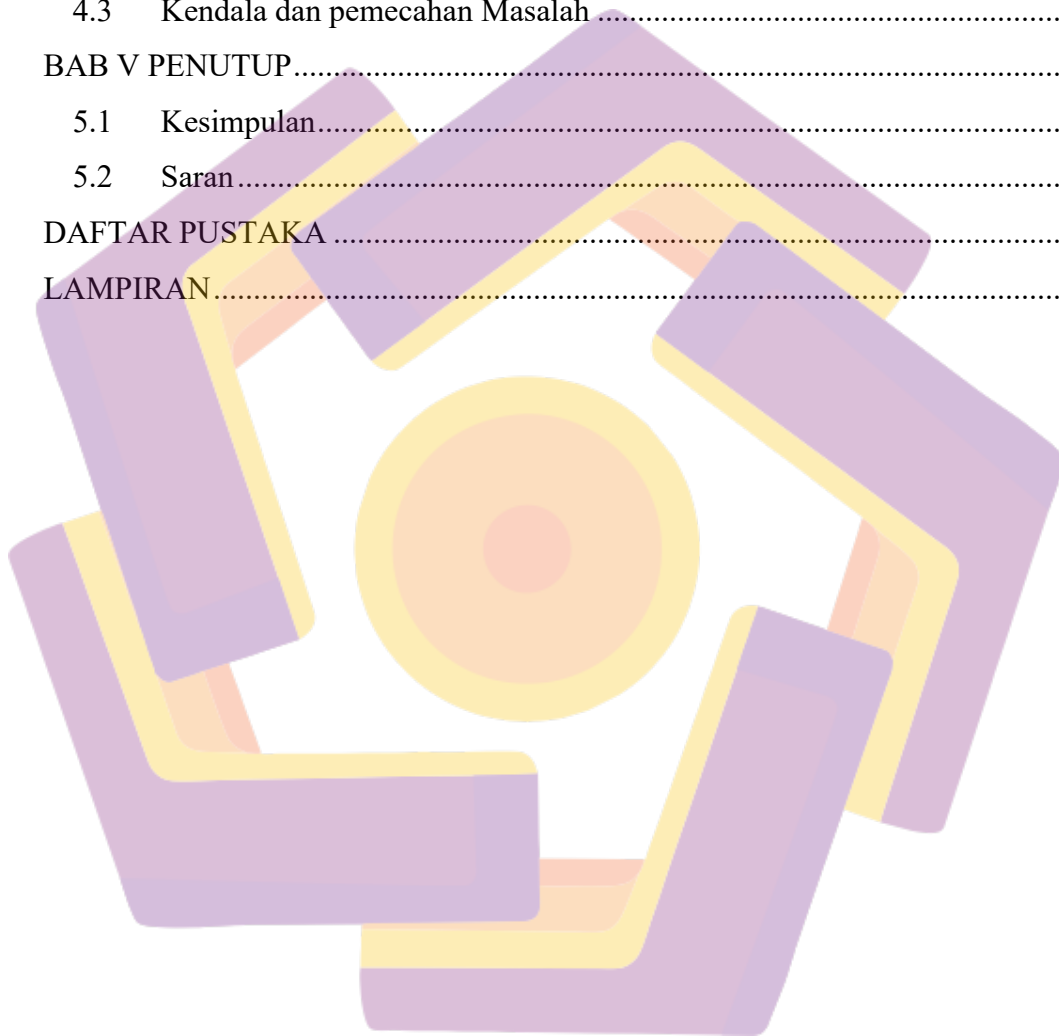 4.3 Kendala dan pemecahan Masalah ........................................................
BAB V PENUTUP ..............................................................................................
5.1 Kesimpulan ...........................................................................................
5.2 Saran ....................................................................................................
DAFTAR PUSTAKA .........................................................................................
LAMPIRAN .......................................................................................................